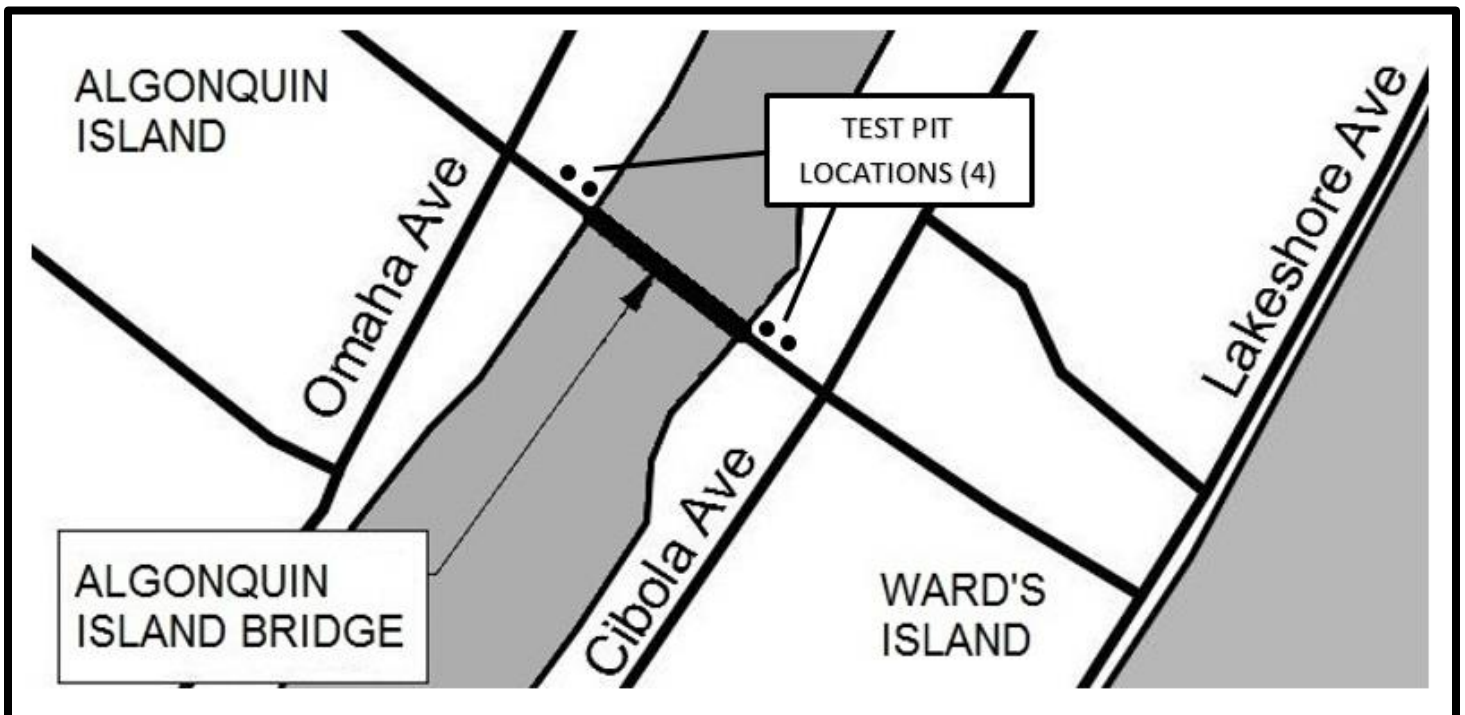 ALGONQUIN
ISLAND
TEST PIT
LOCATIONS (4)
Omaha Ave
Lakeshore Ave
Cibola Ave
ALGONQUIN
ISLAND BRIDGE
WARD'S
ISLAND